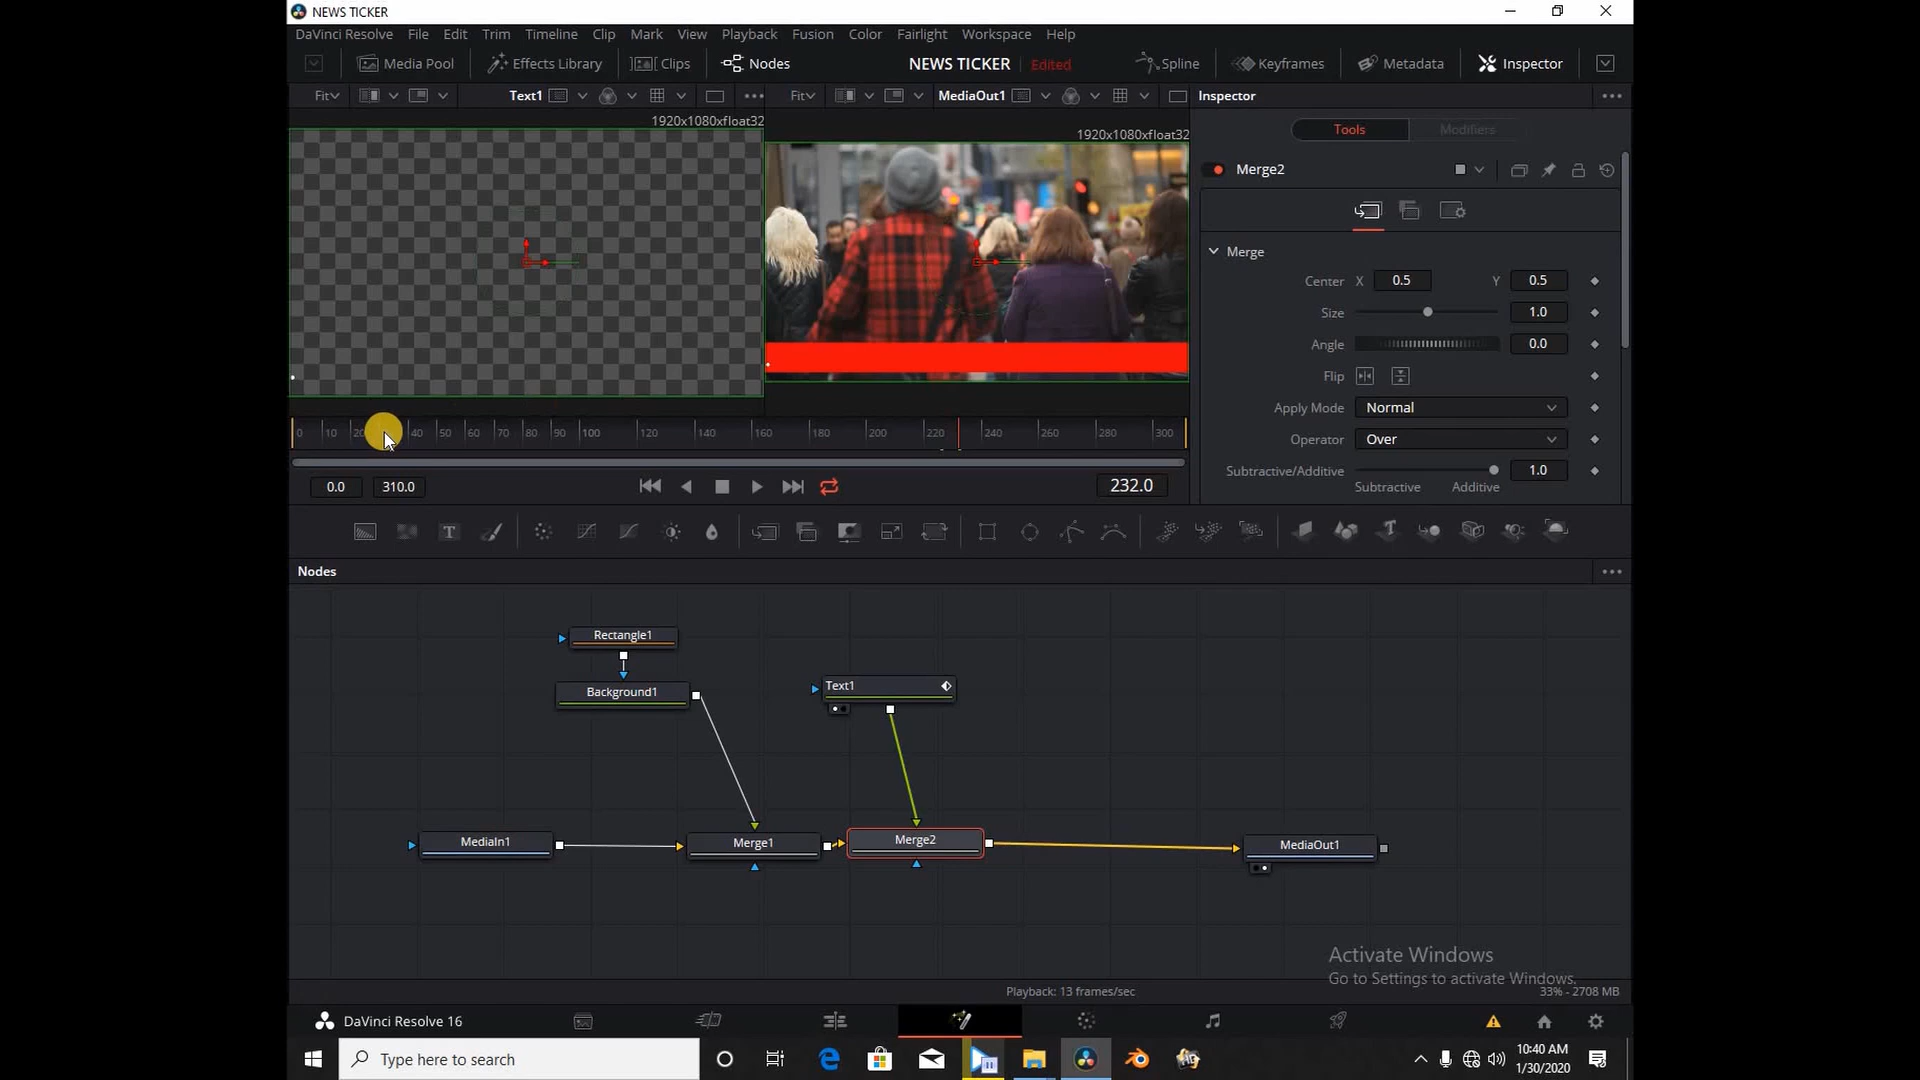 NEWS TICKER
DaVinci Resolve File Edit Trim Timeline Clip Mark View Playback Fusion Color Fairlight Workspace Help
Media Pool Effects Library Clips Nodes NEWS TICKER Edited Spline Keyframes Metadata Inspector
Fit Text1 Fit MediaOut1 Inspector
1920x1080xfloat32 1920x1080xfloat32
Tools Modifiers
Merge2
Merge
Center X 0.5 Y 0.5
Size 1.0
Angle 0.0
Flip
Apply Mode Normal
Operator Over
Subtractive/Additive 1.0
Subtractive Additive
0 10 20 40 50 60 70 80 90 100 120 140 160 180 200 220 240 260 280 300
0.0 310.0 232.0
Nodes
Rectangle1
Background1
Text1
MediaIn1
Merge1
Merge2
MediaOut1
Activate Windows
Go to Settings to activate Windows.
Playback: 13 frames/sec 33% - 2708 MB
DaVinci Resolve 16
Type here to search
10:40 AM
1/30/2020